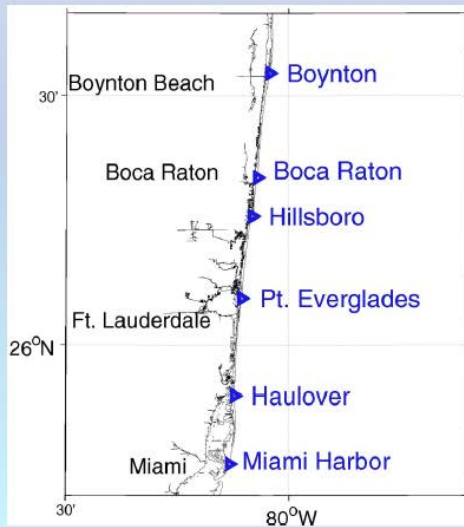 Boynton Beach
Boynton
30'
Boca Raton
Boca Raton
Hillsboro
Pt. Everglades
Ft. Lauderdale
26°N
Haulover
Miami
Miami Harbor
30'
80°W